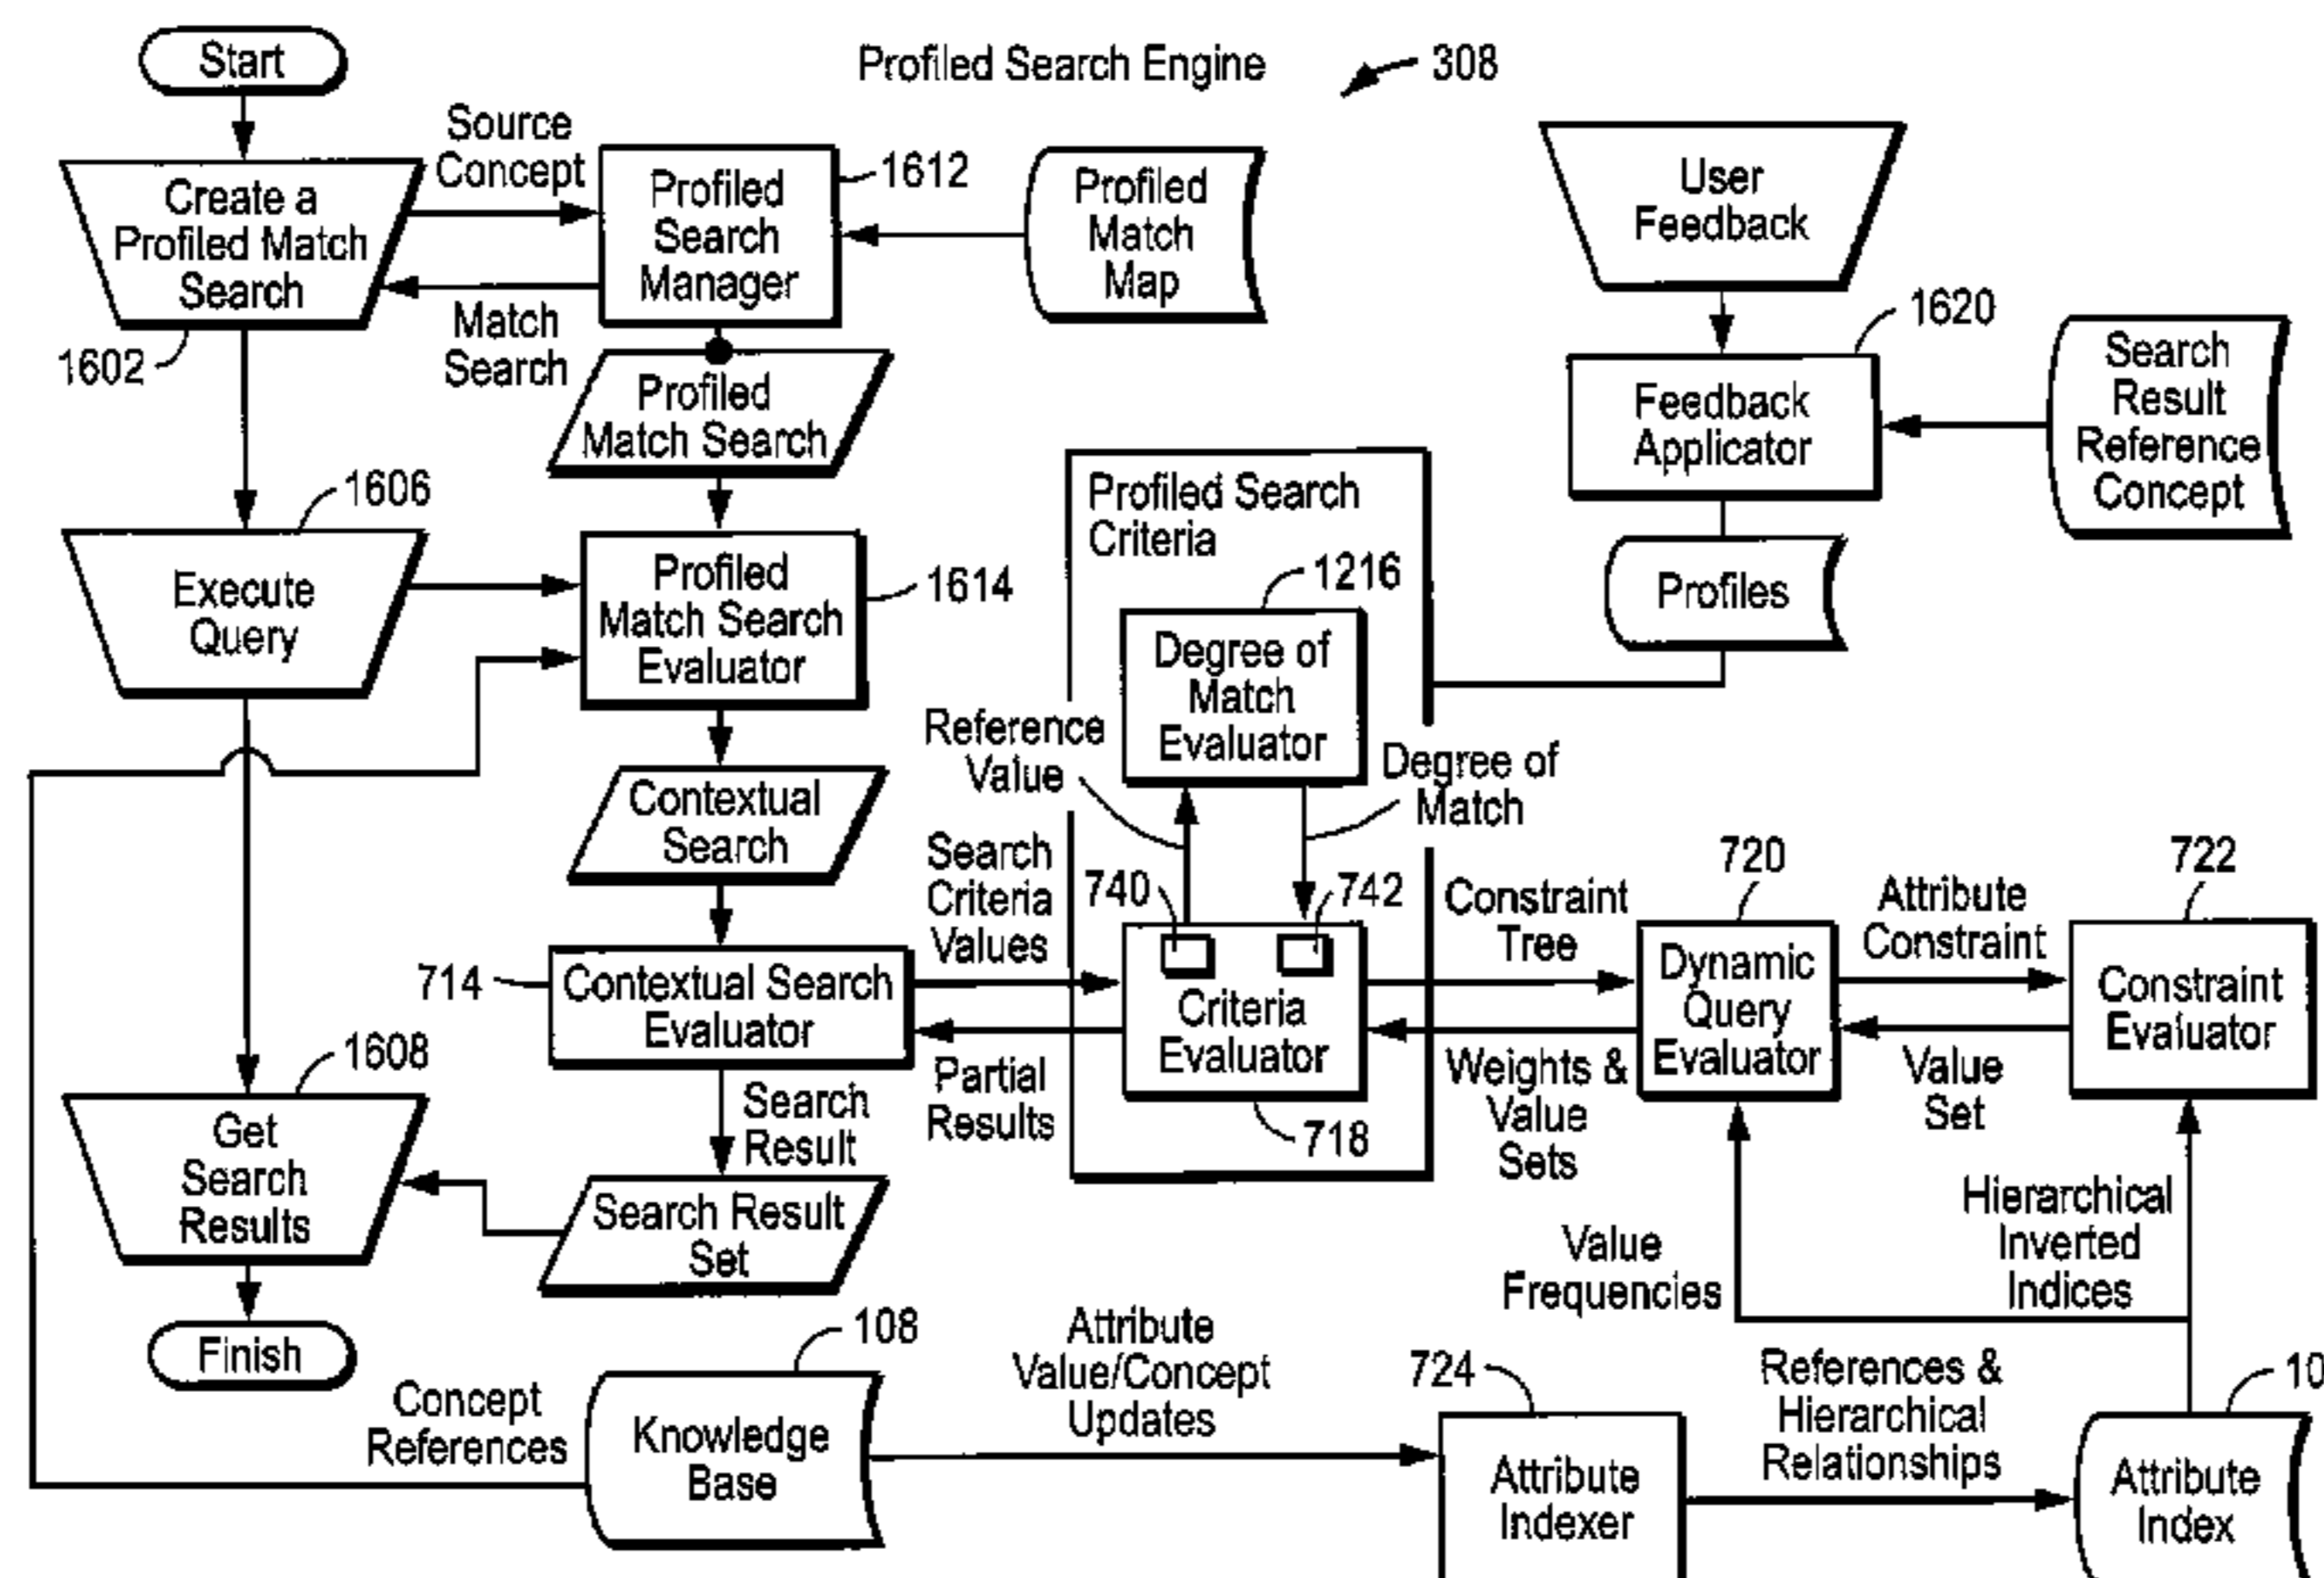 Start
Profiled Search Engine
308
Source
Concept
Create a
Profiled Match
Search
1602
Match
Search
Profiled
Search
Manager
1612
Profiled
Match
Map
User
Feedback
1620
Feedback
Applicator
Search
Result
Reference
Concept
Profiles
Profiled
Match Search
1606
Execute
Query
Profiled
Match Search
Evaluator
1614
Profiled Search
Criteria
1216
Degree of
Match
Evaluator
Reference
Value
Degree of
Match
Contextual
Search
Search
Criteria
Values
740
742
Constraint
Tree
720
Attribute
Constraint
722
714
Contextual Search
Evaluator
Criteria
Evaluator
Dynamic
Query
Evaluator
Constraint
Evaluator
Partial
Results
718
Weights &
Value
Sets
Value
Set
1608
Get
Search
Results
Search
Result
Search Result
Set
Value
Frequencies
Hierarchical
Inverted
Indices
Finish
Concept
References
108
Knowledge
Base
Attribute
Value/Concept
Updates
724
Attribute
Indexer
References &
Hierarchical
Relationships
10
Attribute
Index